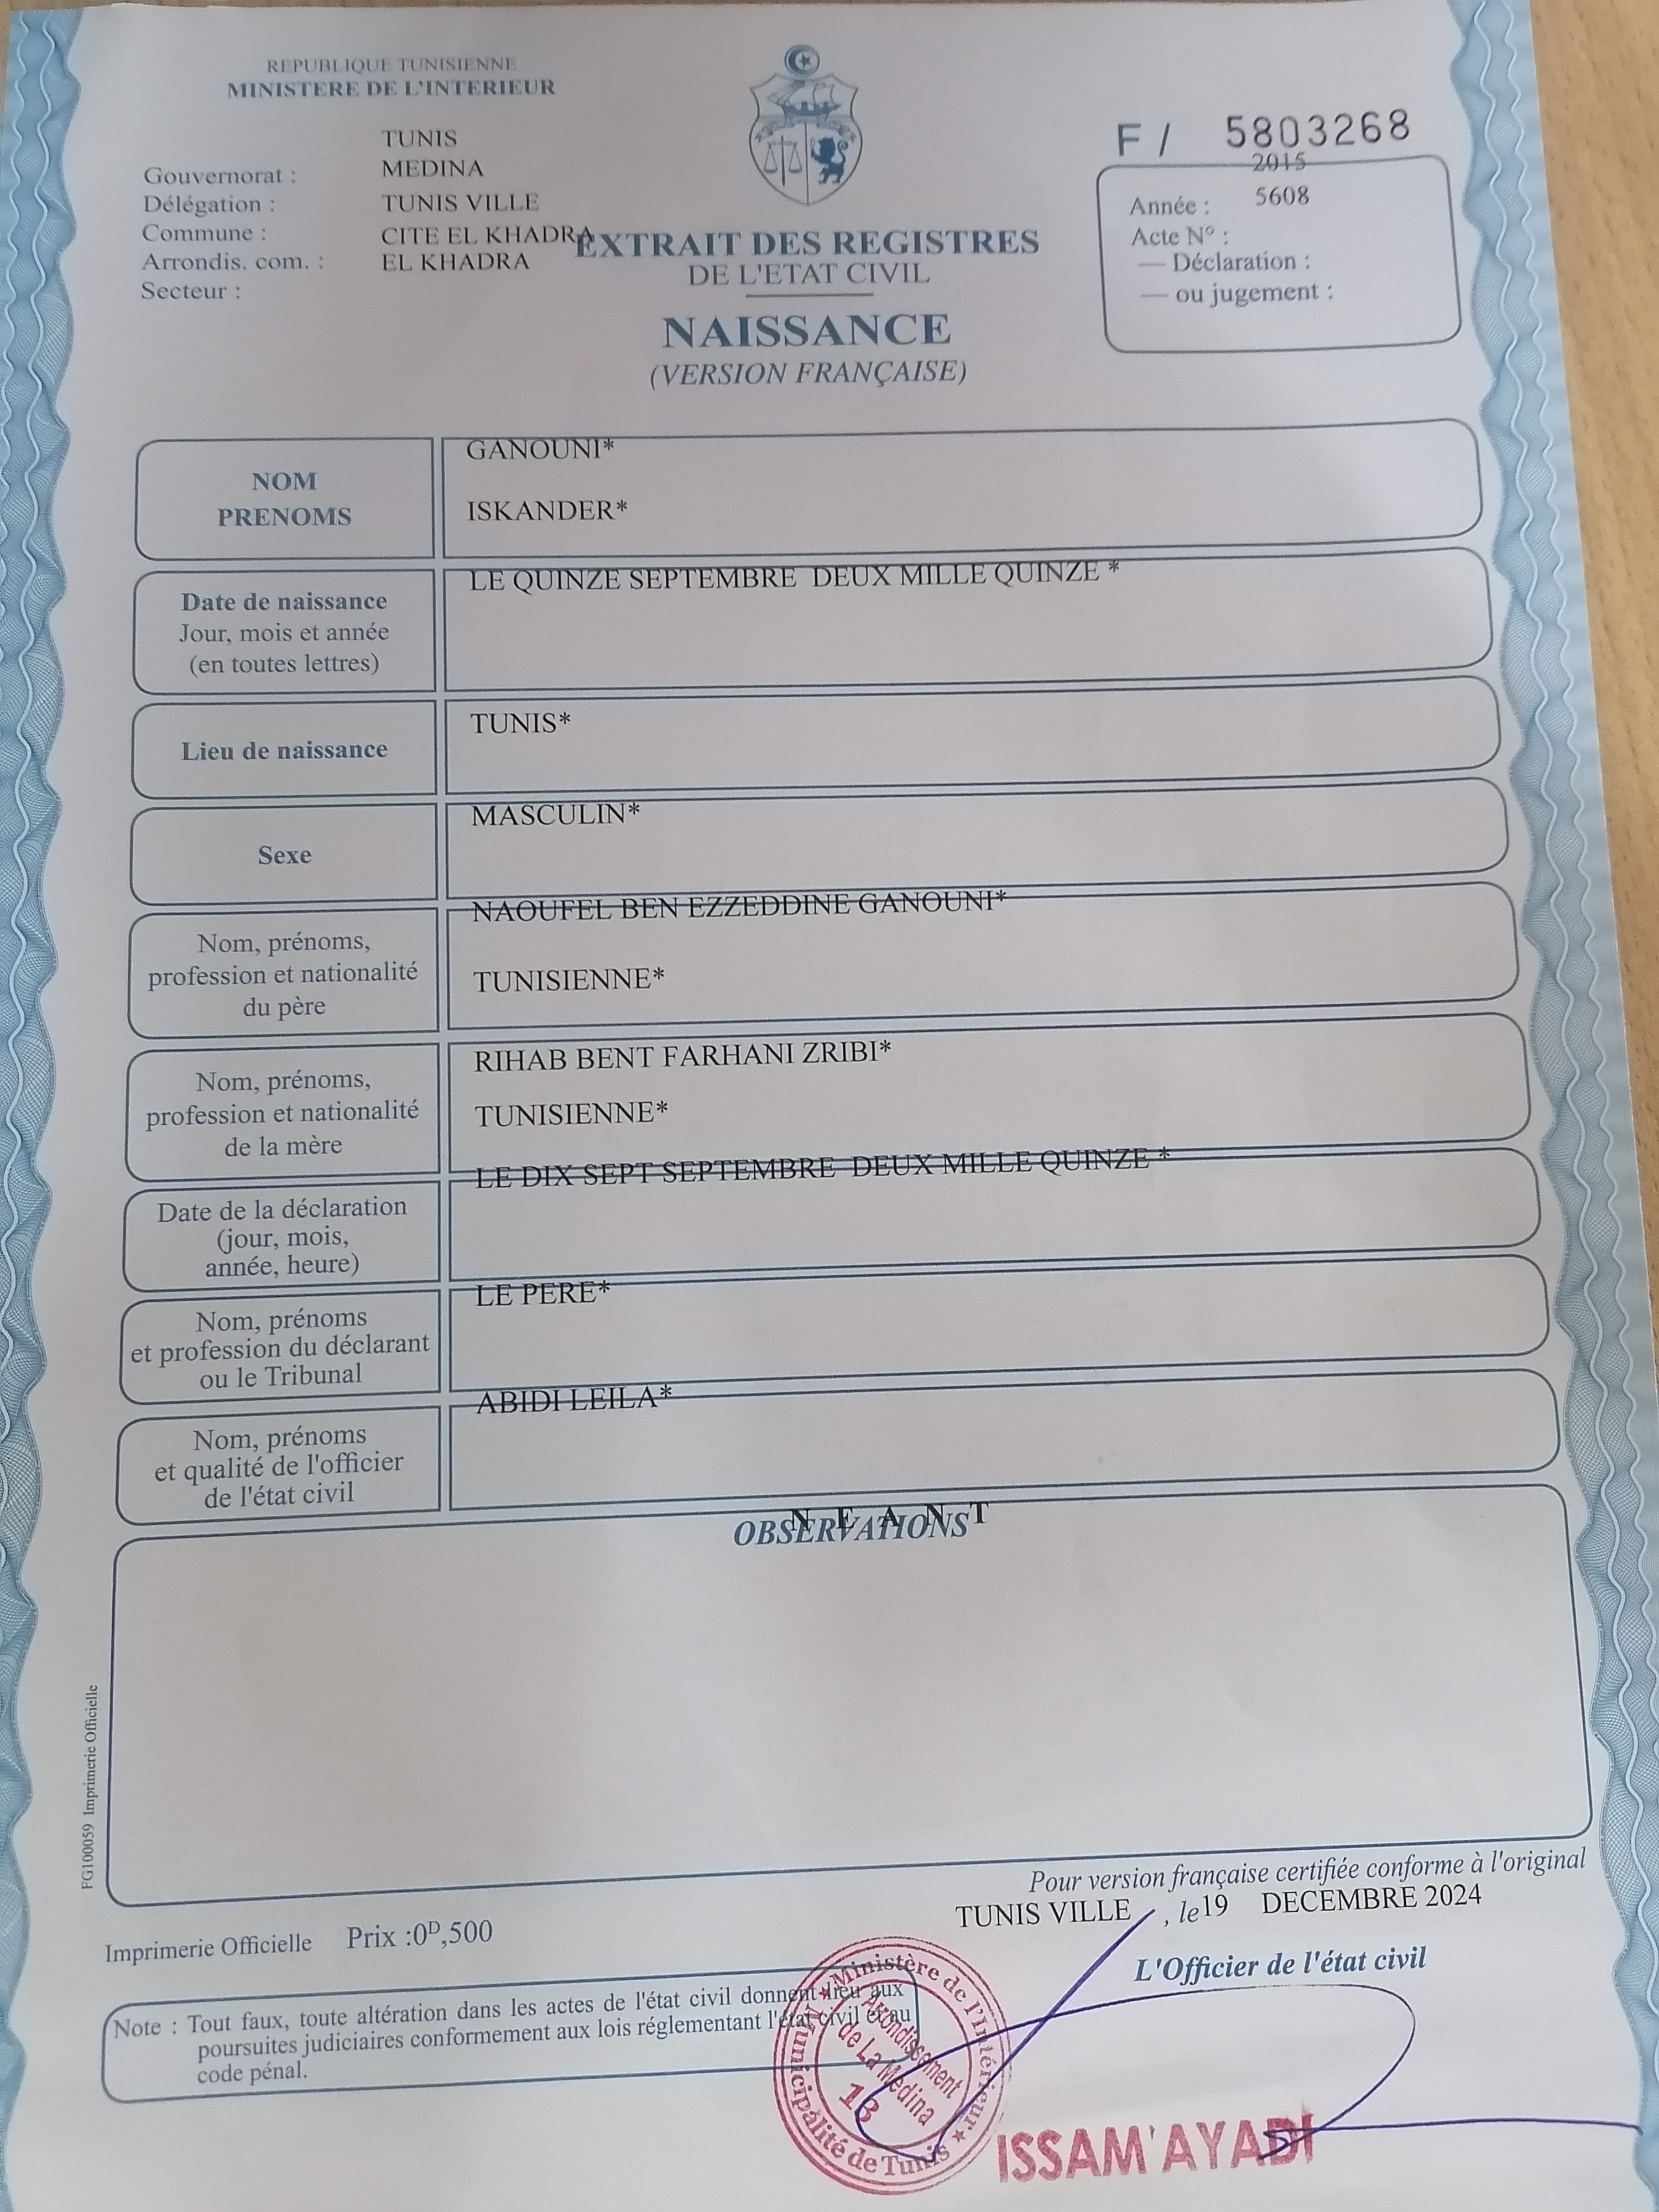 REPUBLIQUE TUNISIENNE
MINISTERE DE L'INTERIEUR
TUNIS
Gouvernorat : MEDINA
Délégation : TUNIS VILLE
Commune : CITE EL KHADRA
Arrondis. com. : EL KHADRA
Secteur :
F / 5803268
2015
Année : 5608
Acte N° :
— Déclaration :
— ou jugement :
EXTRAIT DES REGISTRES
DE L'ETAT CIVIL
NAISSANCE
(VERSION FRANÇAISE)
NOM
PRENOMS
GANOUNI*
ISKANDER*
Date de naissance
Jour, mois et année
(en toutes lettres)
LE QUINZE SEPTEMBRE DEUX MILLE QUINZE *
Lieu de naissance
TUNIS*
Sexe
MASCULIN*
Nom, prénoms,
profession et nationalité
du père
NAOUFEL BEN EZZEDDINE GANOUNI*
TUNISIENNE*
Nom, prénoms,
profession et nationalité
de la mère
RIHAB BENT FARHANI ZRIBI*
TUNISIENNE*
Date de la déclaration
(jour, mois,
année, heure)
LE DIX SEPT SEPTEMBRE DEUX MILLE QUINZE *
Nom, prénoms
et profession du déclarant
ou le Tribunal
LE PERE*
Nom, prénoms
et qualité de l'officier
de l'état civil
ABIDI LEILA*
N E A N T
OBSERVATIONS
FG100059 Imprimerie Officielle
Pour version française certifiée conforme à l'original
TUNIS VILLE , le 19 DECEMBRE 2024
L'Officier de l'état civil
Imprimerie Officielle Prix :0ᴰ,500
Note : Tout faux, toute altération dans les actes de l'état civil donnent lieu aux
poursuites judiciaires conformement aux lois réglementant l'état civil et au
code pénal.
Ministère de l'Intérieur
Municipalité de Tunis
Arrondissement
de La Médina
13
ISSAM'AYADI